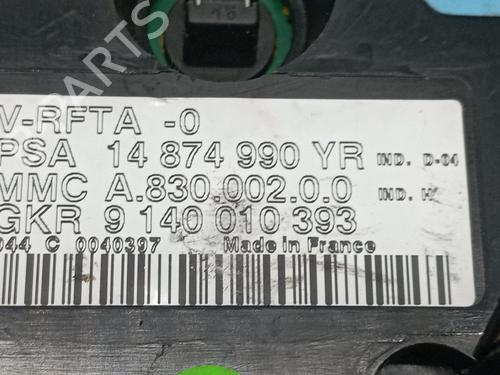 V-RFTA -0
PSA 14 874 990 YR IND. D-04
MMC A.830.002.0.0 IND. H
GKR 9 140 010 393
044 C 0040397 Made in France